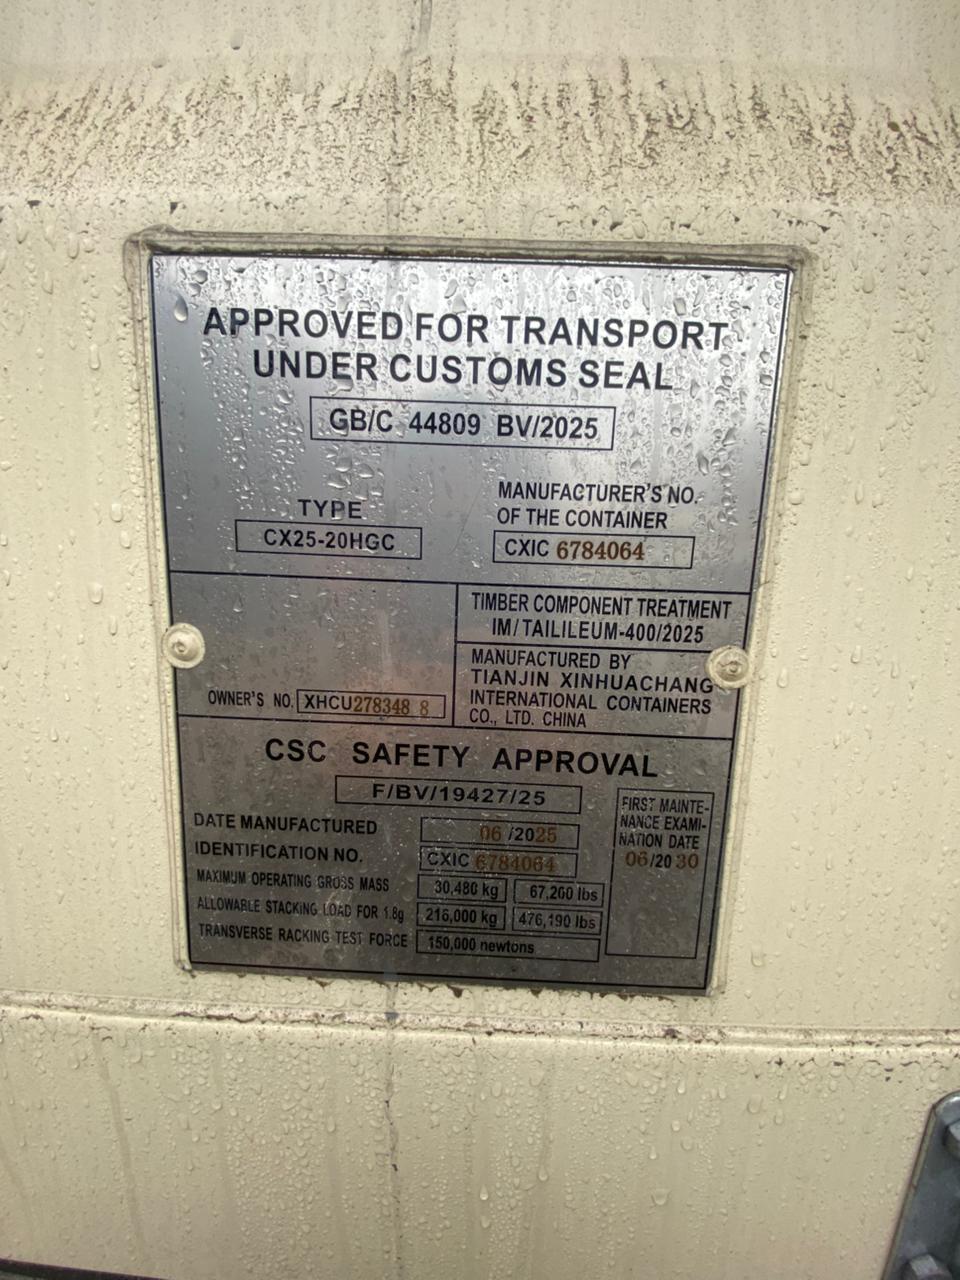 APPROVED FOR TRANSPORT
UNDER CUSTOMS SEAL
GB/C 44809 BV/2025
TYPE
CX25-20HGC
MANUFACTURER'S NO.
OF THE CONTAINER
CXIC 6784064
TIMBER COMPONENT TREATMENT
IM/TAILILEUM-400/2025
OWNER'S NO. XHCU278348 8
MANUFACTURED BY
TIANJIN XINHUACHANG
INTERNATIONAL CONTAINERS
CO., LTD. CHINA
CSC SAFETY APPROVAL
F/BV/19427/25
DATE MANUFACTURED 06/2025
IDENTIFICATION NO. CXIC 6784064
MAXIMUM OPERATING GROSS MASS 30,480 kg 67,200 lbs
ALLOWABLE STACKING LOAD FOR 1.8g 216,000 kg 476,190 lbs
TRANSVERSE RACKING TEST FORCE 150,000 newtons
FIRST MAINTE-
NANCE EXAMI-
NATION DATE
06/2030